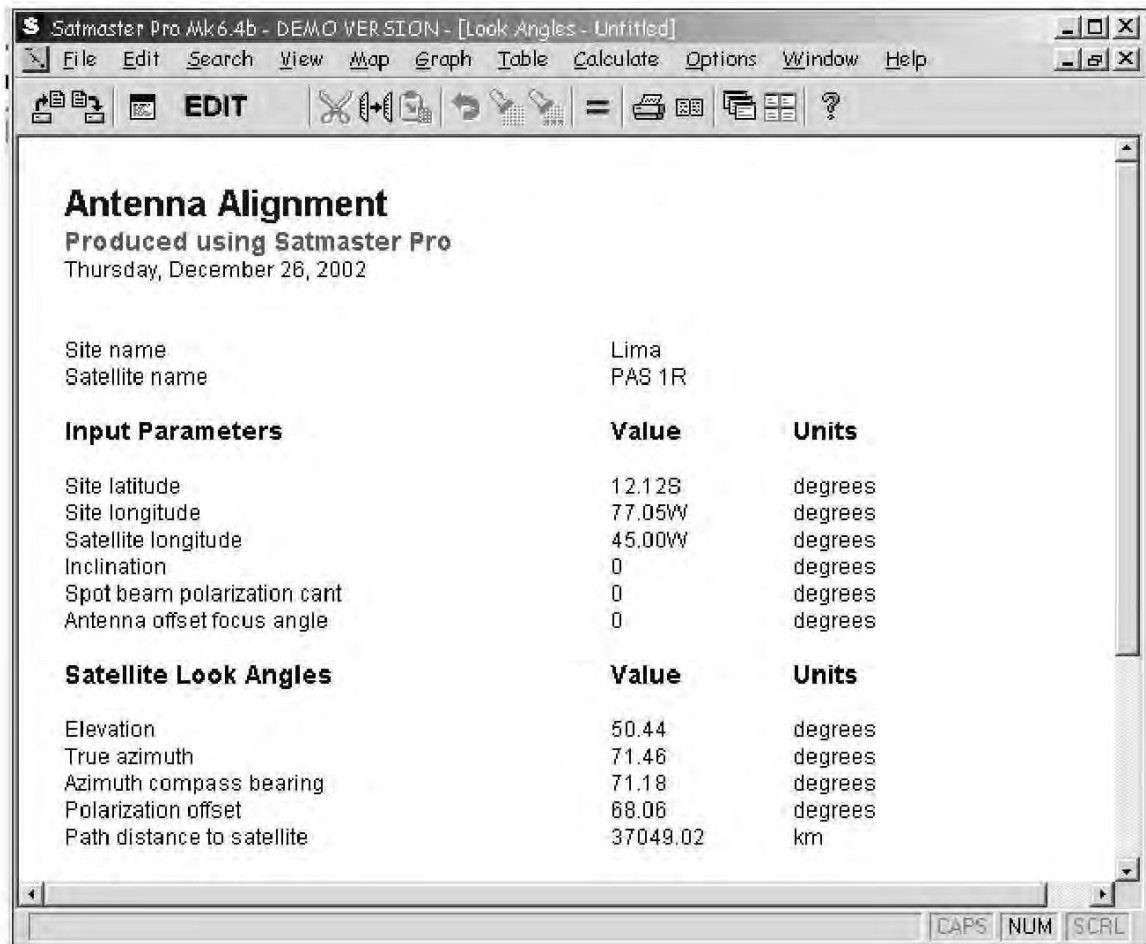 Satmaster Pro Mk6.4b - DEMO VERSION - [Look Angles - Untitled]
File Edit Search View Map Graph Table Calculate Options Window Help
EDIT
Antenna Alignment
Produced using Satmaster Pro
Thursday, December 26, 2002
Site name Lima
Satellite name PAS 1R
Input Parameters Value Units
Site latitude 12.12S degrees
Site longitude 77.05W degrees
Satellite longitude 45.00W degrees
Inclination 0 degrees
Spot beam polarization cant 0 degrees
Antenna offset focus angle 0 degrees
Satellite Look Angles Value Units
Elevation 50.44 degrees
True azimuth 71.46 degrees
Azimuth compass bearing 71.18 degrees
Polarization offset 68.06 degrees
Path distance to satellite 37049.02 km
CAPS NUM SCRL